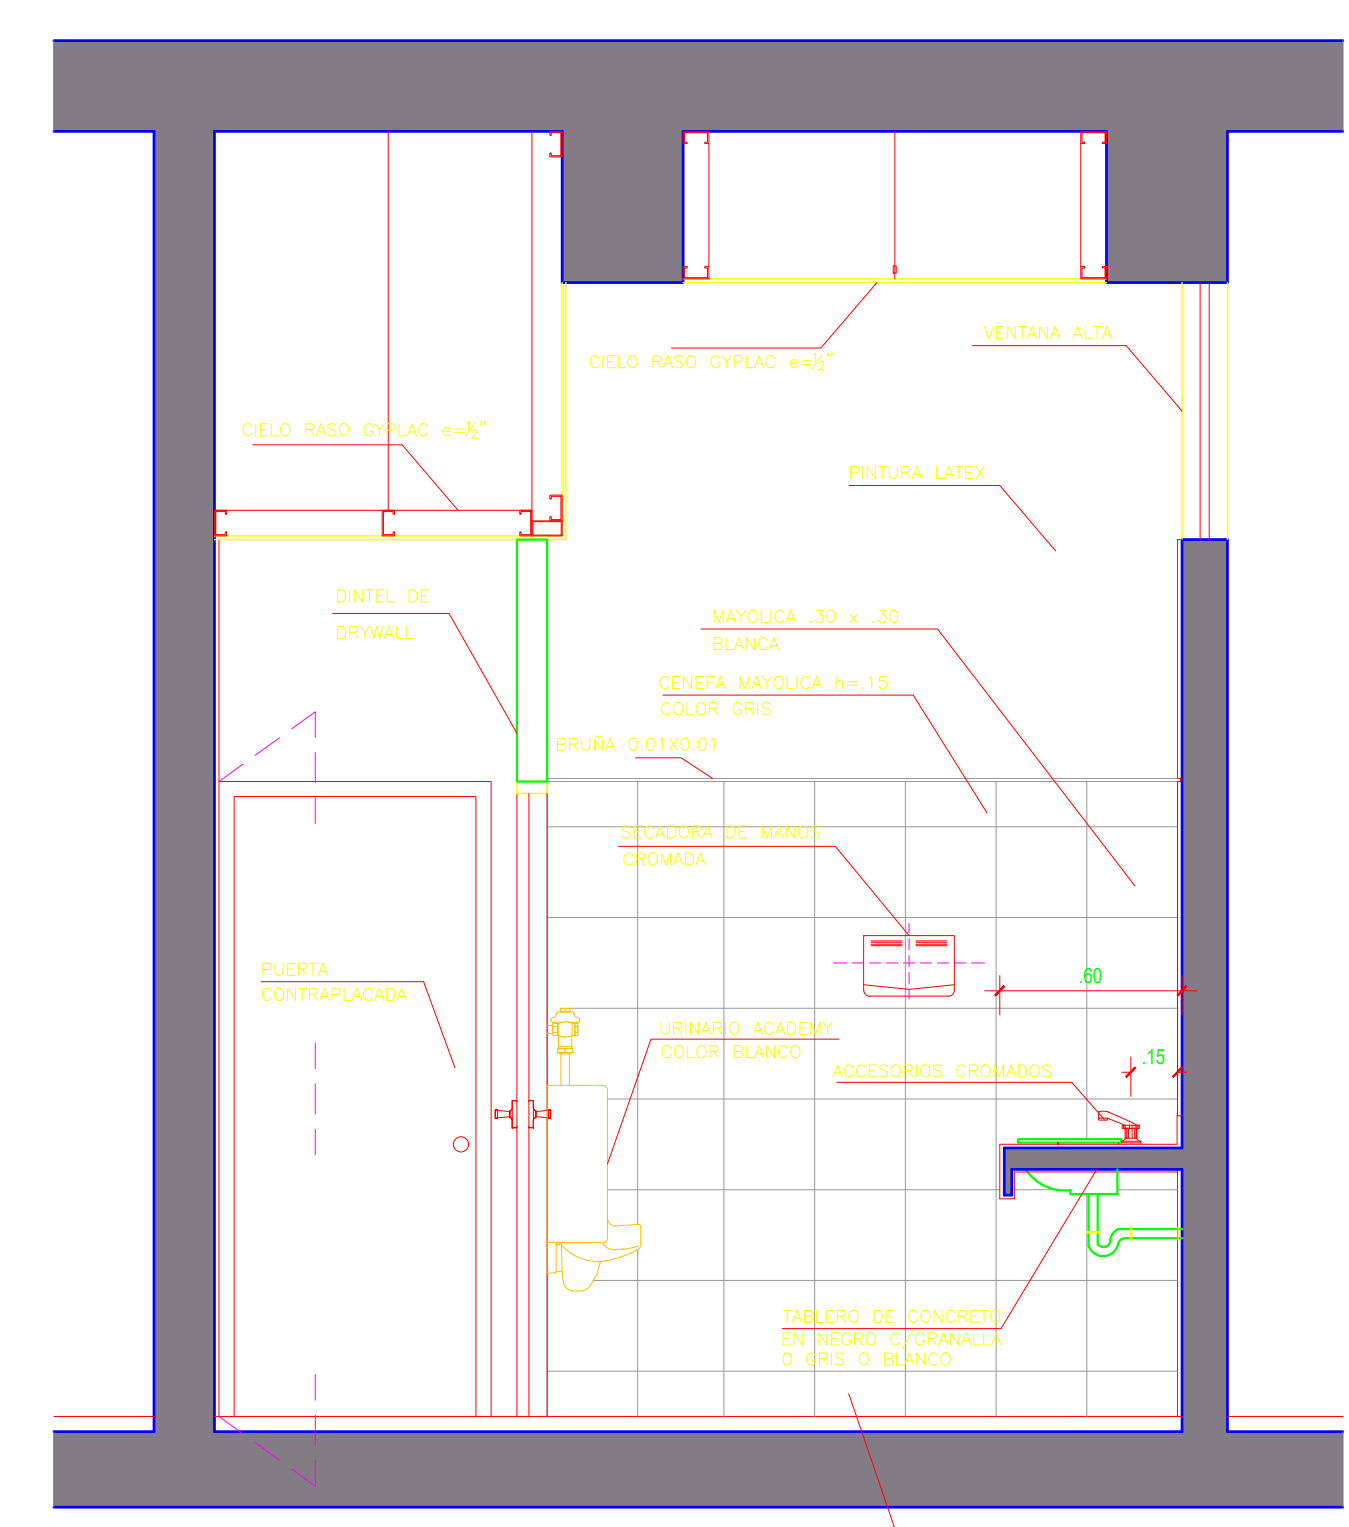 VENTANA ALTA
CIELO RASO GYPLAC e=½"
CIELO RASO GYPLAC e=½"
PINTURA LATEX
DINTEL DE
DRYWALL
MAYOLICA .30 x .30
BLANCA
CENEFA MAYOLICA h=.15
COLOR GRIS
BRUÑA 0.01X0.01
SECADORA DE MANOS
CROMADA
PUERTA
CONTRAPLACADA
.60
URINARIO ACADEMY
COLOR BLANCO
.15
ACCESORIOS CROMADOS
TABLERO DE CONCRETO
EN NEGRO C/GRANALLA
O GRIS O BLANCO